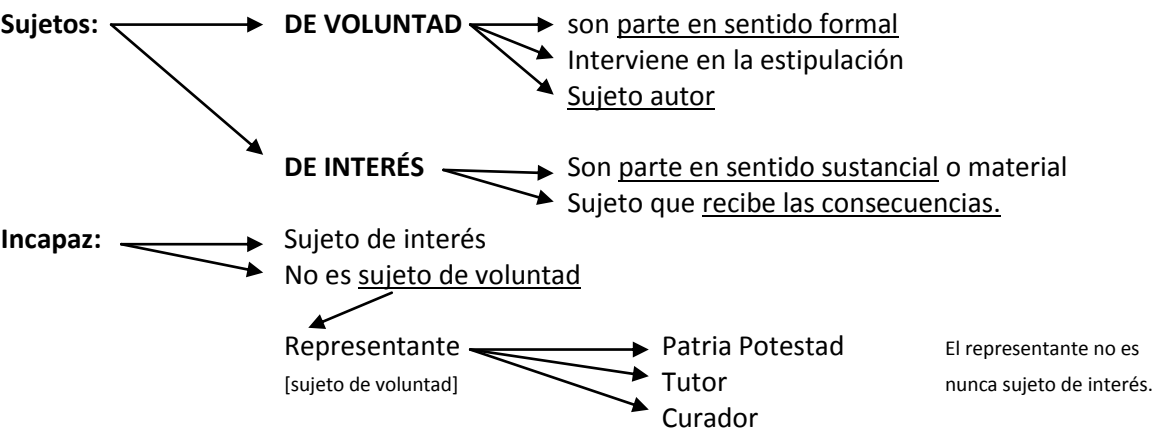 Sujetos: DE VOLUNTAD son parte en sentido formal
Interviene en la estipulación
Sujeto autor
DE INTERÉS Son parte en sentido sustancial o material
Sujeto que recibe las consecuencias.
Incapaz: Sujeto de interés
No es sujeto de voluntad
Representante Patria Potestad El representante no es
[sujeto de voluntad] Tutor nunca sujeto de interés.
Curador